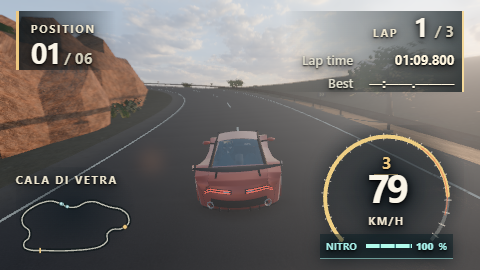 POSITION
01 / 06
LAP 1 / 3
Lap time 01:09.800
Best --:--.---
CALA DI VETRA
3
79
KM/H
NITRO 100 %